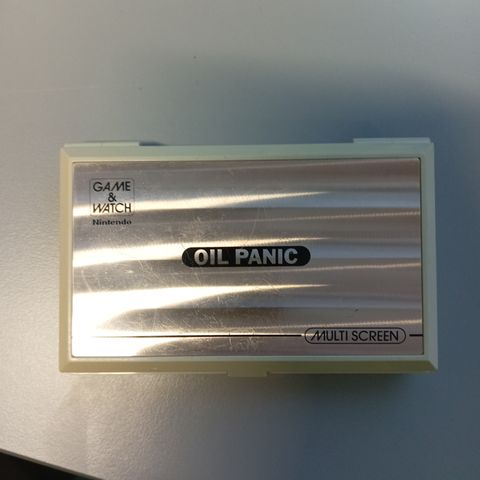 GAME
&
WATCH
Nintendo
OIL PANIC
MULTI SCREEN